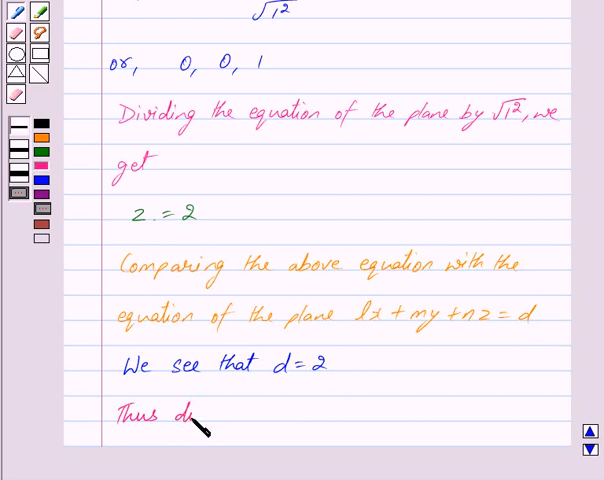 √1²
or, 0, 0, 1
Dividing the equation of the plane by √1², we
get
z = 2
Comparing the above equation with the
equation of the plane lx + my + nz = d
We see that d = 2
Thus di